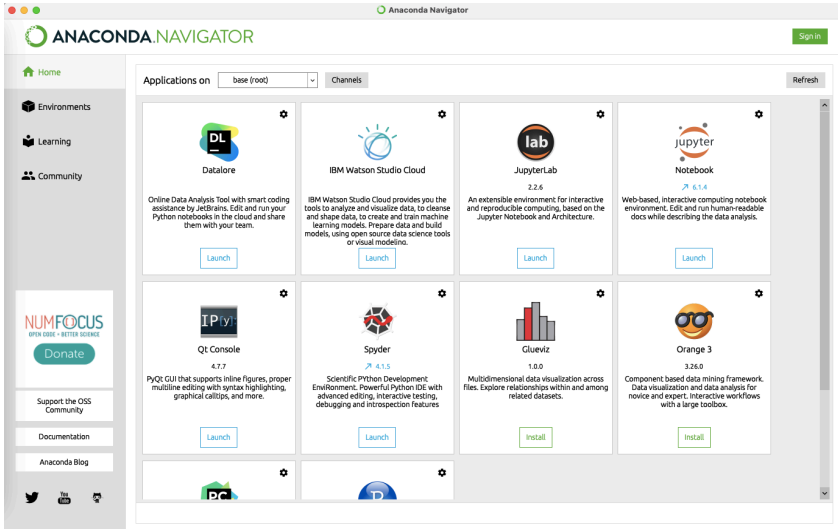 Anaconda Navigator
ANACONDA.NAVIGATOR
Sign in
Home
Environments
Learning
Community
NUMFOCUS
OPEN CODE = BETTER SCIENCE
Donate
Support the OSS
Community
Documentation
Anaconda Blog
You
Tube
Applications on
base (root)
Channels
Refresh
DL
Datalore
Online Data Analysis Tool with smart coding
assistance by JetBrains. Edit and run your
Python notebooks in the cloud and share
them with your team.
Launch
IBM Watson Studio Cloud
IBM Watson Studio Cloud provides you the
tools to analyze and visualize data, to cleanse
and shape data, to create and train machine
learning models. Prepare data and build
models, using open source data science tools
or visual modeling.
Launch
lab
JupyterLab
2.2.6
An extensible environment for interactive
and reproducible computing, based on the
Jupyter Notebook and Architecture.
Launch
jupyter
Notebook
6.1.4
Web-based, interactive computing notebook
environment. Edit and run human-readable
docs while describing the data analysis.
Launch
IP[y]:
Qt Console
4.7.7
PyQt GUI that supports inline figures, proper
multiline editing with syntax highlighting,
graphical calltips, and more.
Launch
Spyder
4.1.5
Scientific PYthon Development
EnviRonment. Powerful Python IDE with
advanced editing, interactive testing,
debugging and introspection features
Launch
Glueviz
1.0.0
Multidimensional data visualization across
files. Explore relationships within and among
related datasets.
Install
Orange 3
3.26.0
Component based data mining framework.
Data visualization and data analysis for
novice and expert. Interactive workflows
with a large toolbox.
Install
PC
R